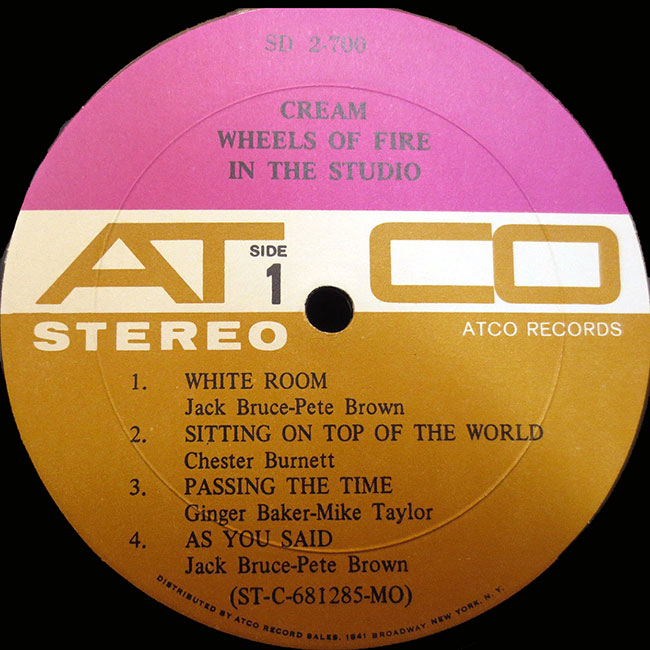 SD 2-700
CREAM
WHEELS OF FIRE
IN THE STUDIO
ATCO
SIDE
1
STEREO
ATCO RECORDS
1. WHITE ROOM
Jack Bruce-Pete Brown
2. SITTING ON TOP OF THE WORLD
Chester Burnett
3. PASSING THE TIME
Ginger Baker-Mike Taylor
4. AS YOU SAID
Jack Bruce-Pete Brown
(ST-C-681285-MO)
DISTRIBUTED BY ATCO RECORD SALES, 1841 BROADWAY, NEW YORK, N. Y.